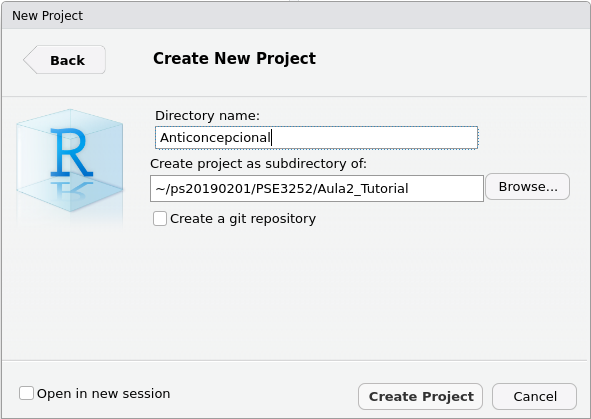 New Project
Back
Create New Project
R
Directory name:
Anticoncepcional
Create project as subdirectory of:
~/ps20190201/PSE3252/Aula2_Tutorial
Browse...
Create a git repository
Open in new session
Create Project
Cancel